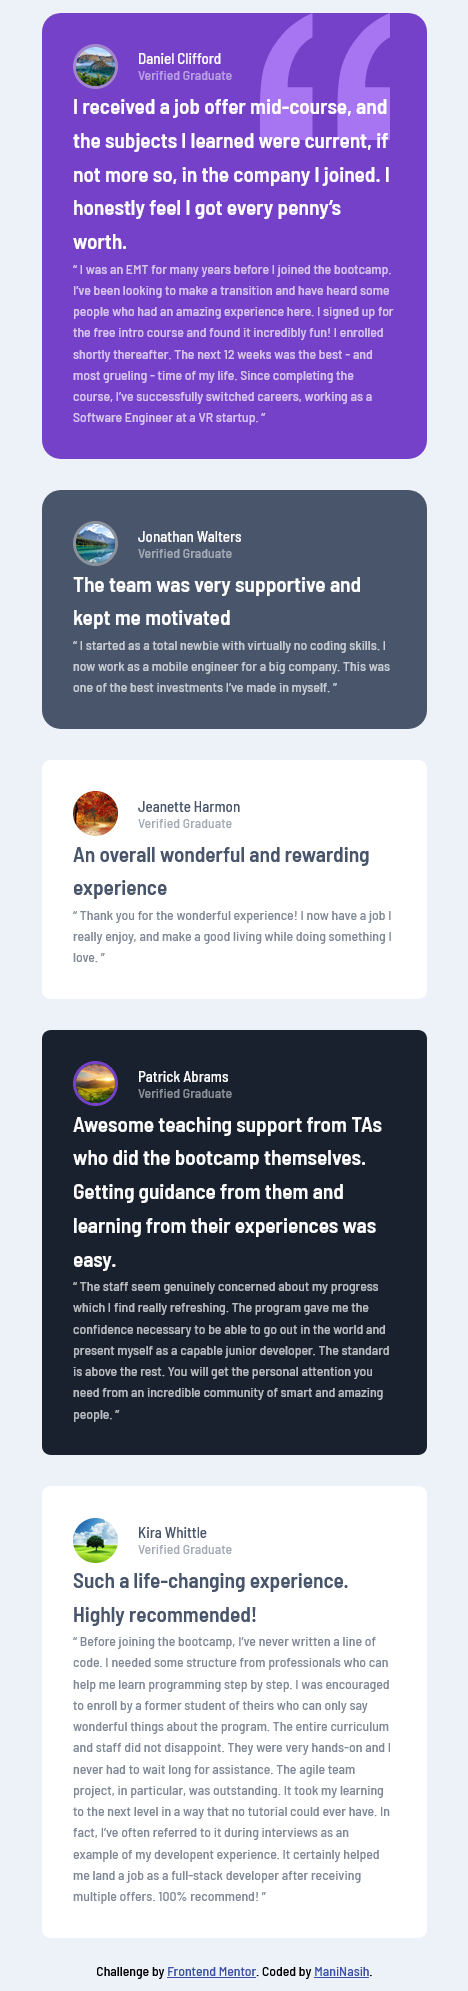 Daniel Clifford
Verified Graduate
I received a job offer mid-course, and
the subjects I learned were current, if
not more so, in the company I joined. I
honestly feel I got every penny’s
worth.
“ I was an EMT for many years before I joined the bootcamp.
I’ve been looking to make a transition and have heard some
people who had an amazing experience here. I signed up for
the free intro course and found it incredibly fun! I enrolled
shortly thereafter. The next 12 weeks was the best - and
most grueling - time of my life. Since completing the
course, I’ve successfully switched careers, working as a
Software Engineer at a VR startup. ”
Jonathan Walters
Verified Graduate
The team was very supportive and
kept me motivated
“ I started as a total newbie with virtually no coding skills. I
now work as a mobile engineer for a big company. This was
one of the best investments I’ve made in myself. ”
Jeanette Harmon
Verified Graduate
An overall wonderful and rewarding
experience
“ Thank you for the wonderful experience! I now have a job I
really enjoy, and make a good living while doing something I
love. ”
Patrick Abrams
Verified Graduate
Awesome teaching support from TAs
who did the bootcamp themselves.
Getting guidance from them and
learning from their experiences was
easy.
“ The staff seem genuinely concerned about my progress
which I find really refreshing. The program gave me the
confidence necessary to be able to go out in the world and
present myself as a capable junior developer. The standard
is above the rest. You will get the personal attention you
need from an incredible community of smart and amazing
people. ”
Kira Whittle
Verified Graduate
Such a life-changing experience.
Highly recommended!
“ Before joining the bootcamp, I’ve never written a line of
code. I needed some structure from professionals who can
help me learn programming step by step. I was encouraged
to enroll by a former student of theirs who can only say
wonderful things about the program. The entire curriculum
and staff did not disappoint. They were very hands-on and I
never had to wait long for assistance. The agile team
project, in particular, was outstanding. It took my learning
to the next level in a way that no tutorial could ever have. In
fact, I’ve often referred to it during interviews as an
example of my developent experience. It certainly helped
me land a job as a full-stack developer after receiving
multiple offers. 100% recommend! ”
Challenge by Frontend Mentor. Coded by ManiNasih.